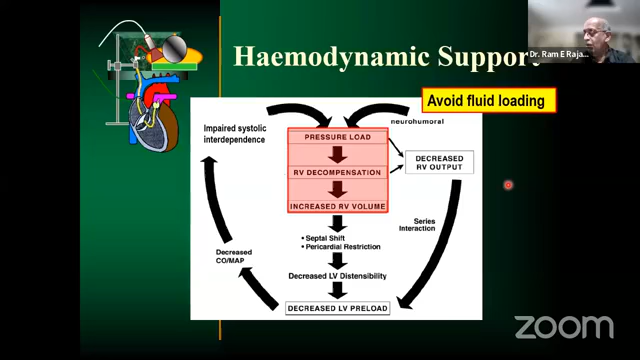 Dr. Ram E Raja...
Haemodynamic Support
Avoid fluid loading
Impaired systolic
interdependence
neurohumoral
PRESSURE LOAD
DECREASED
RV OUTPUT
RV DECOMPENSATION
INCREASED RV VOLUME
Series
Interaction
• Septal Shift
• Pericardial Restriction
Decreased
CO/MAP
Decreased LV Distensibility
DECREASED LV PRELOAD
zoom